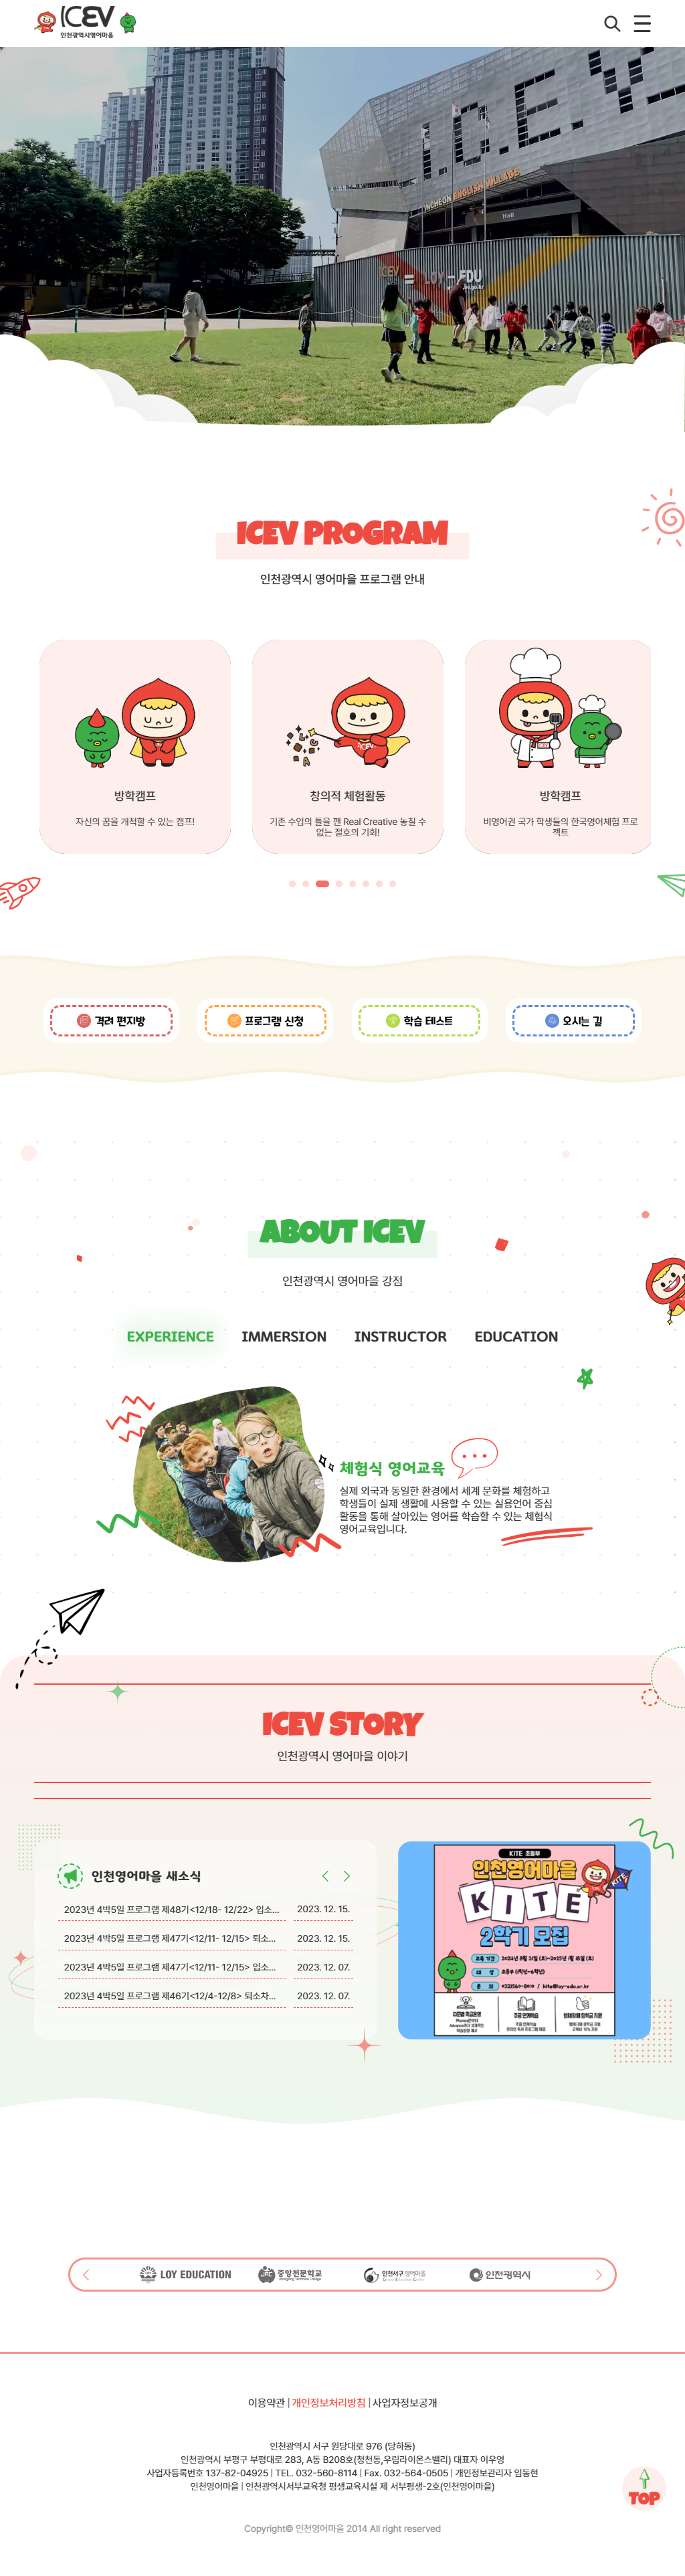 ICEV
인천광역시영어마을
INCHEON ENGLISH VILLAGE
Hall
ICEV = LOY - EDU
ICEV PROGRAM
인천광역시 영어마을 프로그램 안내
방학캠프
자신의 꿈을 개척할 수 있는 캠프!
창의적 체험활동
기존 수업의 틀을 깬 Real Creative 놓칠 수
없는 절호의 기회!
방학캠프
비영어권 국가 학생들의 한국영어체험 프로
젝트
격려 편지방
프로그램 신청
학습 테스트
오시는 길
ABOUT ICEV
인천광역시 영어마을 강점
EXPERIENCE IMMERSION INSTRUCTOR EDUCATION
체험식 영어교육
실제 외국과 동일한 환경에서 세계 문화를 체험하고
학생들이 실제 생활에 사용할 수 있는 실용언어 중심
활동을 통해 살아있는 영어를 학습할 수 있는 체험식
영어교육입니다.
ICEV STORY
인천광역시 영어마을 이야기
인천영어마을 새소식
2023년 4박5일 프로그램 제48기<12/18- 12/22> 입소... 2023. 12. 15.
2023년 4박5일 프로그램 제47기<12/11- 12/15> 퇴소... 2023. 12. 15.
2023년 4박5일 프로그램 제47기<12/11- 12/15> 입소... 2023. 12. 07.
2023년 4박5일 프로그램 제46기<12/4-12/8> 퇴소차... 2023. 12. 07.
KITE 초등부
인천영어마을
KITE
2학기 모집
교육 기간
대 상
문 의
LOY EDUCATION
중앙전문학교
인천서구 영어마을
인천광역시
이용약관 | 개인정보처리방침 | 사업자정보공개
인천광역시 서구 원당대로 976 (당하동)
인천광역시 부평구 부평대로 283, A동 B208호(청천동,우림라이온스밸리) 대표자 이우영
사업자등록번호 137-82-04925 | TEL. 032-560-8114 | Fax. 032-564-0505 | 개인정보관리자 임동현
인천영어마을 | 인천광역시서부교육청 평생교육시설 제 서부평생-2호(인천영어마을)
TOP
Copyright© 인천영어마을 2014 All right reserved